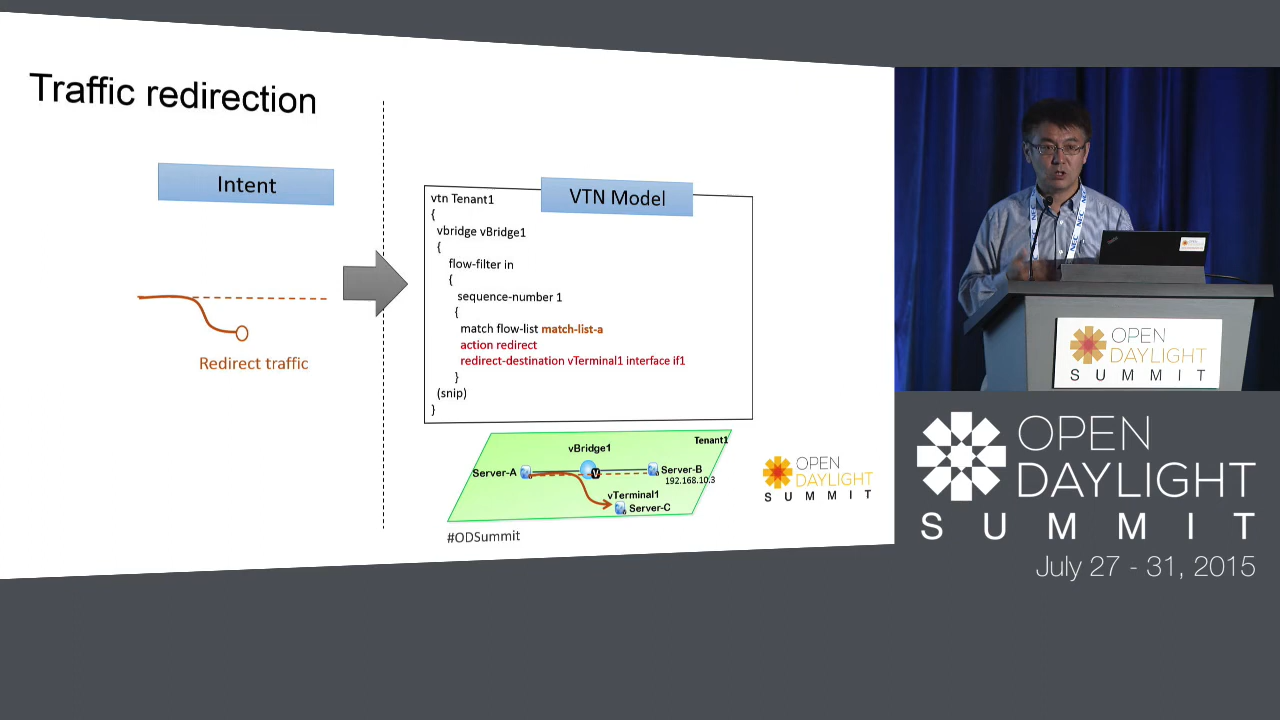 Traffic redirection
Intent
Redirect traffic
VTN Model
vtn Tenant1
{
vbridge vBridge1
{
flow-filter in
{
sequence-number 1
{
match flow-list match-list-a
action redirect
redirect-destination vTerminal1 interface if1
}
(snip)
}
Tenant1
vBridge1
Server-A
V
Server-B
192.168.10.3
vTerminal1
Server-C
#ODSummit
OPEN
DAYLIGHT
SUMMIT
NEC
NEC
OPEN
DAYLIGHT
SUMMIT
OPEN
DAYLIGHT
SUMMIT
July 27 - 31, 2015